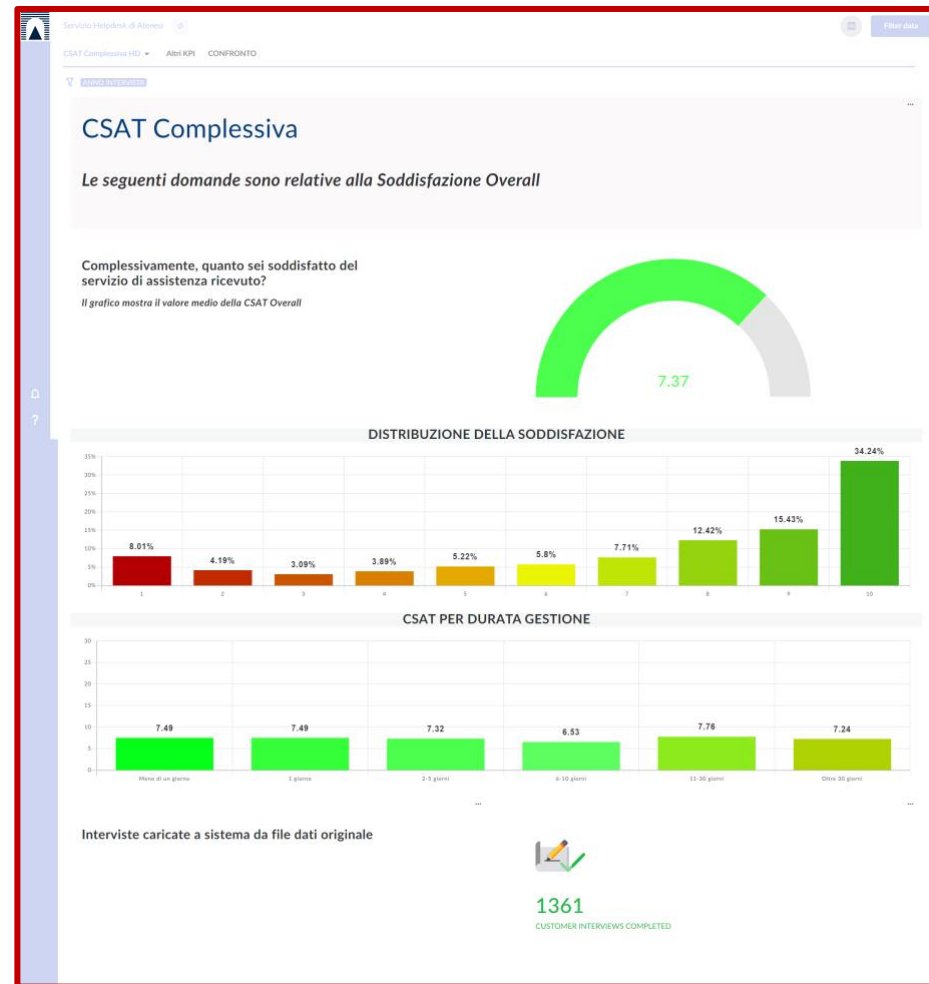 Servizio Helpdesk di Ateneo
Filter data
CSAT Complessiva HD Altri KPI CONFRONTO
ANNO INTERVISTE
...
CSAT Complessiva
Le seguenti domande sono relative alla Soddisfazione Overall
Complessivamente, quanto sei soddisfatto del
servizio di assistenza ricevuto?
Il grafico mostra il valore medio della CSAT Overall
7.37
?
DISTRIBUZIONE DELLA SODDISFAZIONE
35%
30%
25%
20%
15%
10%
5%
0%
8.01%
4.19%
3.09%
3.89%
5.22%
5.8%
7.71%
12.42%
15.43%
34.24%
1 2 3 4 5 6 7 8 9 10
CSAT PER DURATA GESTIONE
30
25
20
15
10
5
0
7.49
7.49
7.32
6.53
7.76
7.24
Meno di un giorno 1 giorno 2-5 giorni 6-10 giorni 11-30 giorni Oltre 30 giorni
... ...
Interviste caricate a sistema da file dati originale
1361
CUSTOMER INTERVIEWS COMPLETED